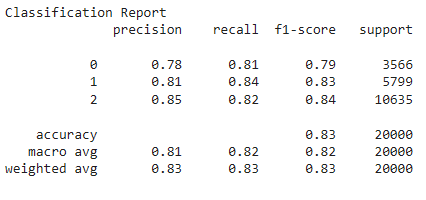 Classification Report
precision recall f1-score support
0 0.78 0.81 0.79 3566
1 0.81 0.84 0.83 5799
2 0.85 0.82 0.84 10635
accuracy 0.83 20000
macro avg 0.81 0.82 0.82 20000
weighted avg 0.83 0.83 0.83 20000